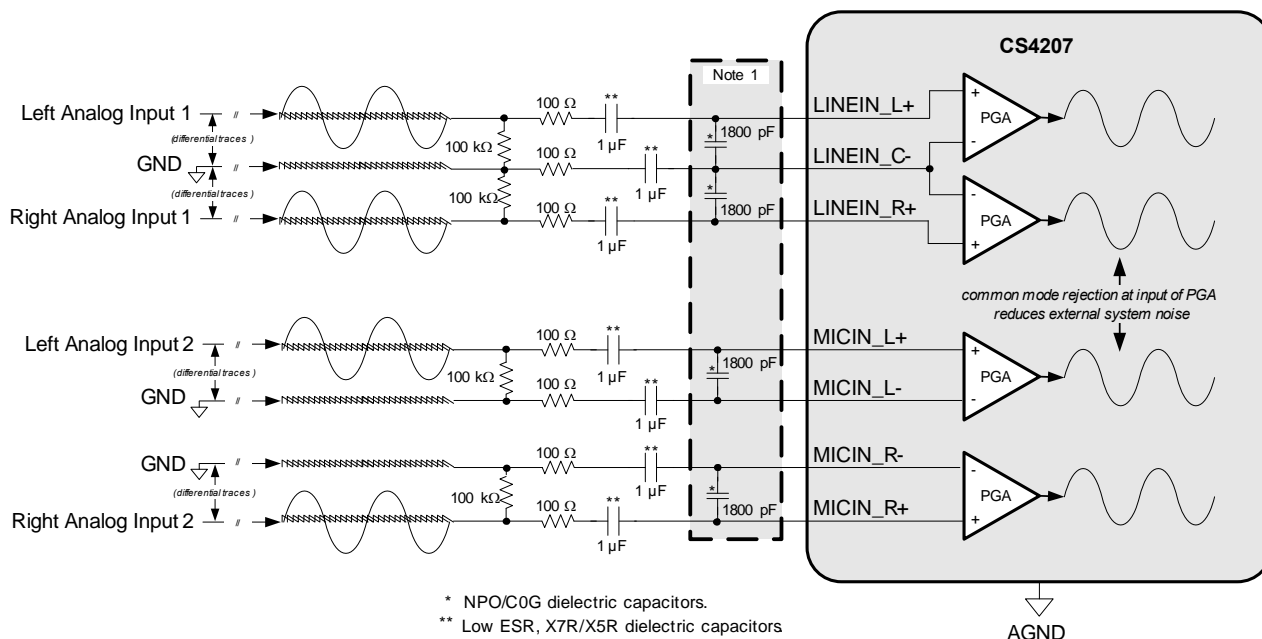 CS4207
Note 1
Left Analog Input 1
(differential traces)
GND
(differential traces)
Right Analog Input 1
100 kΩ
100 kΩ
100 Ω
**
1 µF
100 Ω
**
1 µF
100 Ω
**
1 µF
*
1800 pF
*
1800 pF
LINEIN_L+
LINEIN_C-
LINEIN_R+
+
-
PGA
-
+
PGA
common mode rejection at input of PGA
reduces external system noise
Left Analog Input 2
(differential traces)
GND
100 kΩ
100 Ω
**
1 µF
100 Ω
**
1 µF
*
1800 pF
MICIN_L+
MICIN_L-
+
-
PGA
GND
(differential traces)
Right Analog Input 2
100 kΩ
100 Ω
**
1 µF
100 Ω
**
1 µF
*
1800 pF
MICIN_R-
MICIN_R+
-
+
PGA
* NPO/C0G dielectric capacitors.
** Low ESR, X7R/X5R dielectric capacitors.
AGND